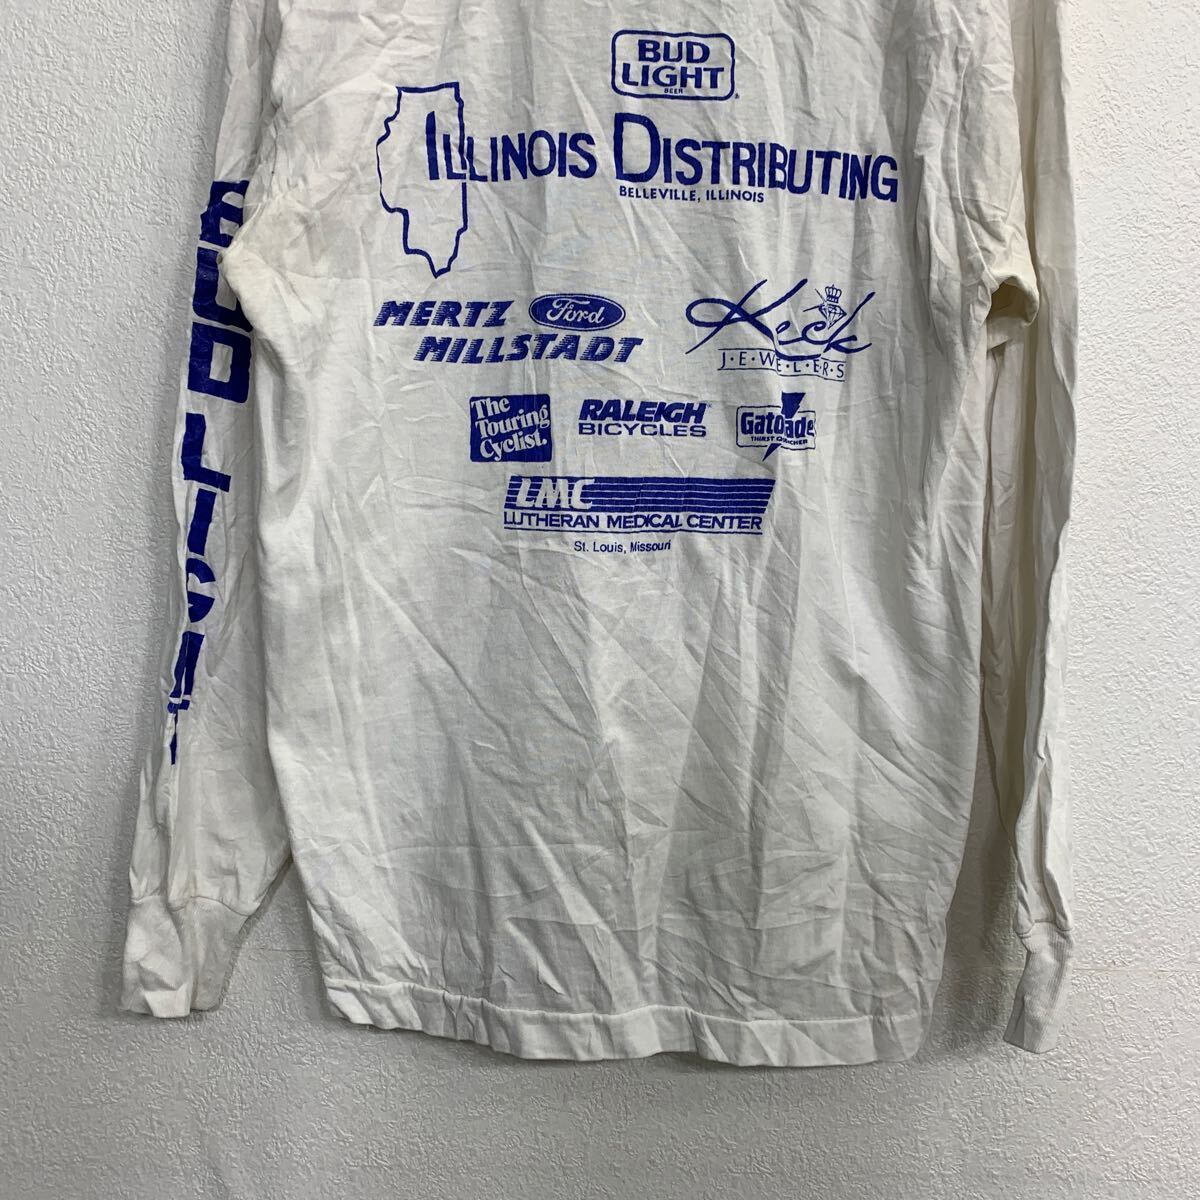 BUD
LIGHT
BEER
ILLINOIS DISTRIBUTING
BELLEVILLE, ILLINOIS
MERTZ Ford
MILLSTADT
Keck
J·E·W·E·L·E·R·S
The
Touring
Cyclist.
RALEIGH
BICYCLES
Gatorade
THIRST QUENCHER
LMC
LUTHERAN MEDICAL CENTER
St. Louis, Missouri
BUD LIGHT